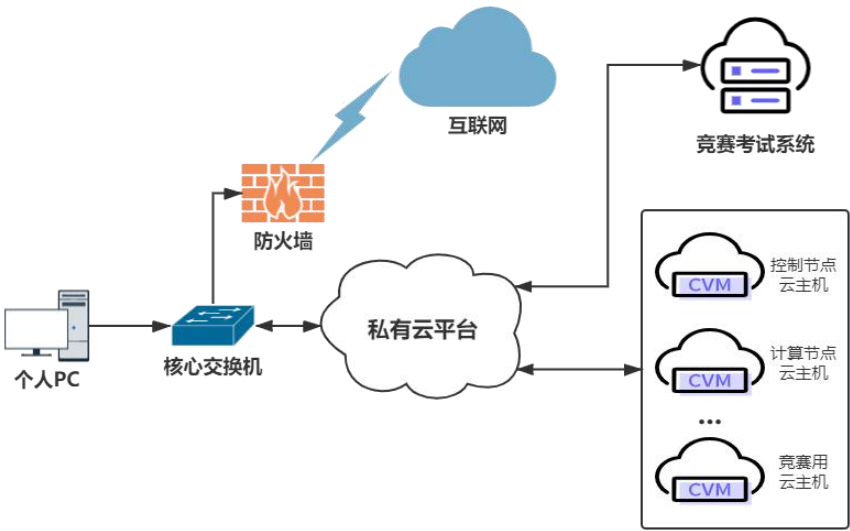 互联网
竞赛考试系统
防火墙
CVM
控制节点
云主机
私有云平台
核心交换机
个人PC
CVM
计算节点
云主机
...
CVM
竞赛用
云主机